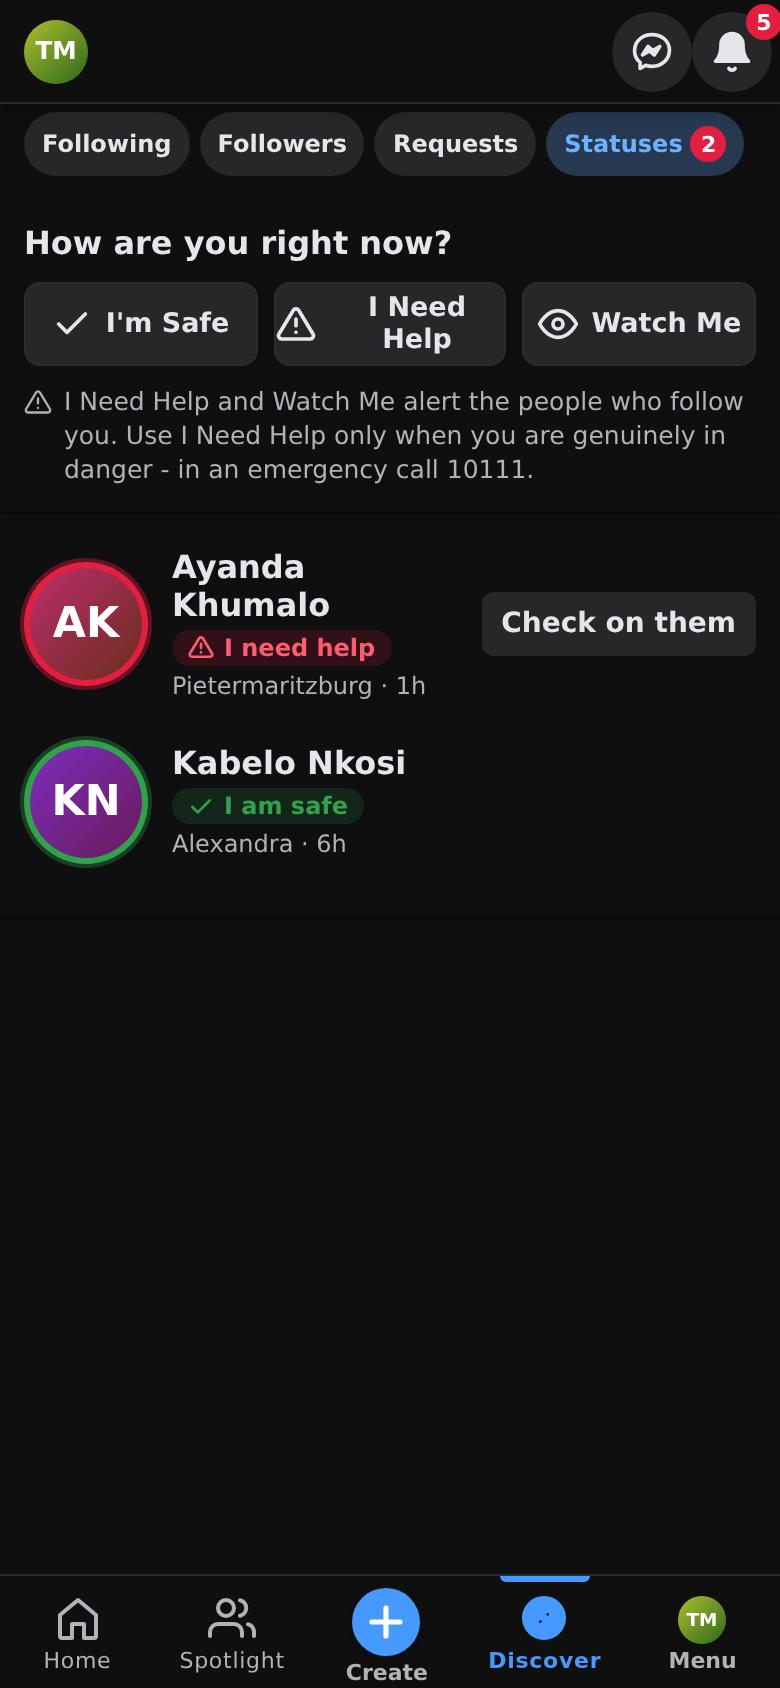 TM
5
Following
Followers
Requests
Statuses 2
How are you right now?
I'm Safe
I Need
Help
Watch Me
I Need Help and Watch Me alert the people who follow
you. Use I Need Help only when you are genuinely in
danger - in an emergency call 10111.
AK
Ayanda
Khumalo
I need help
Pietermaritzburg · 1h
Check on them
KN
Kabelo Nkosi
I am safe
Alexandra · 6h
Home
Spotlight
Create
Discover
TM
Menu